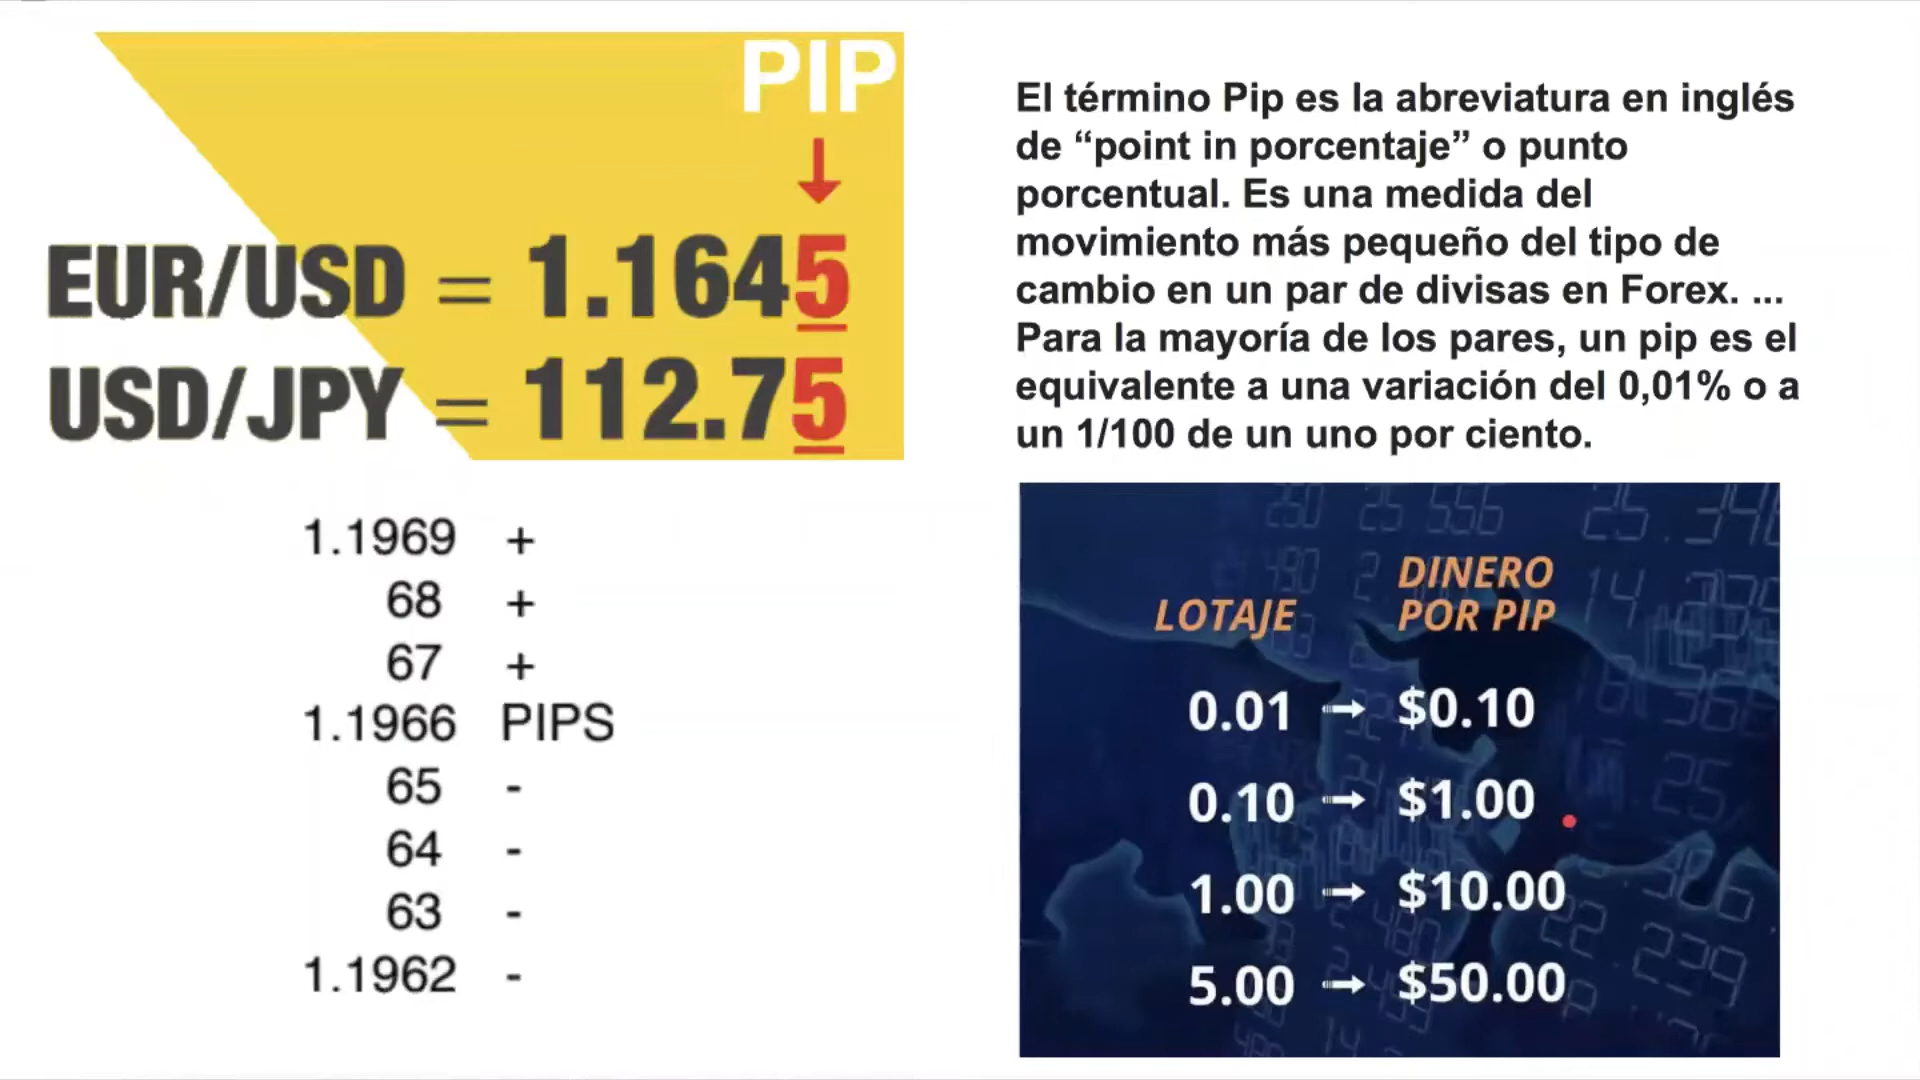 PIP
EUR/USD = 1.1645
USD/JPY = 112.75
El término Pip es la abreviatura en inglés
de “point in porcentaje” o punto
porcentual. Es una medida del
movimiento más pequeño del tipo de
cambio en un par de divisas en Forex. ...
Para la mayoría de los pares, un pip es el
equivalente a una variación del 0,01% o a
un 1/100 de un uno por ciento.
1.1969 +
68 +
67 +
1.1966 PIPS
65 -
64 -
63 -
1.1962 -
LOTAJE
DINERO
POR PIP
0.01 → $0.10
0.10 → $1.00
1.00 → $10.00
5.00 → $50.00